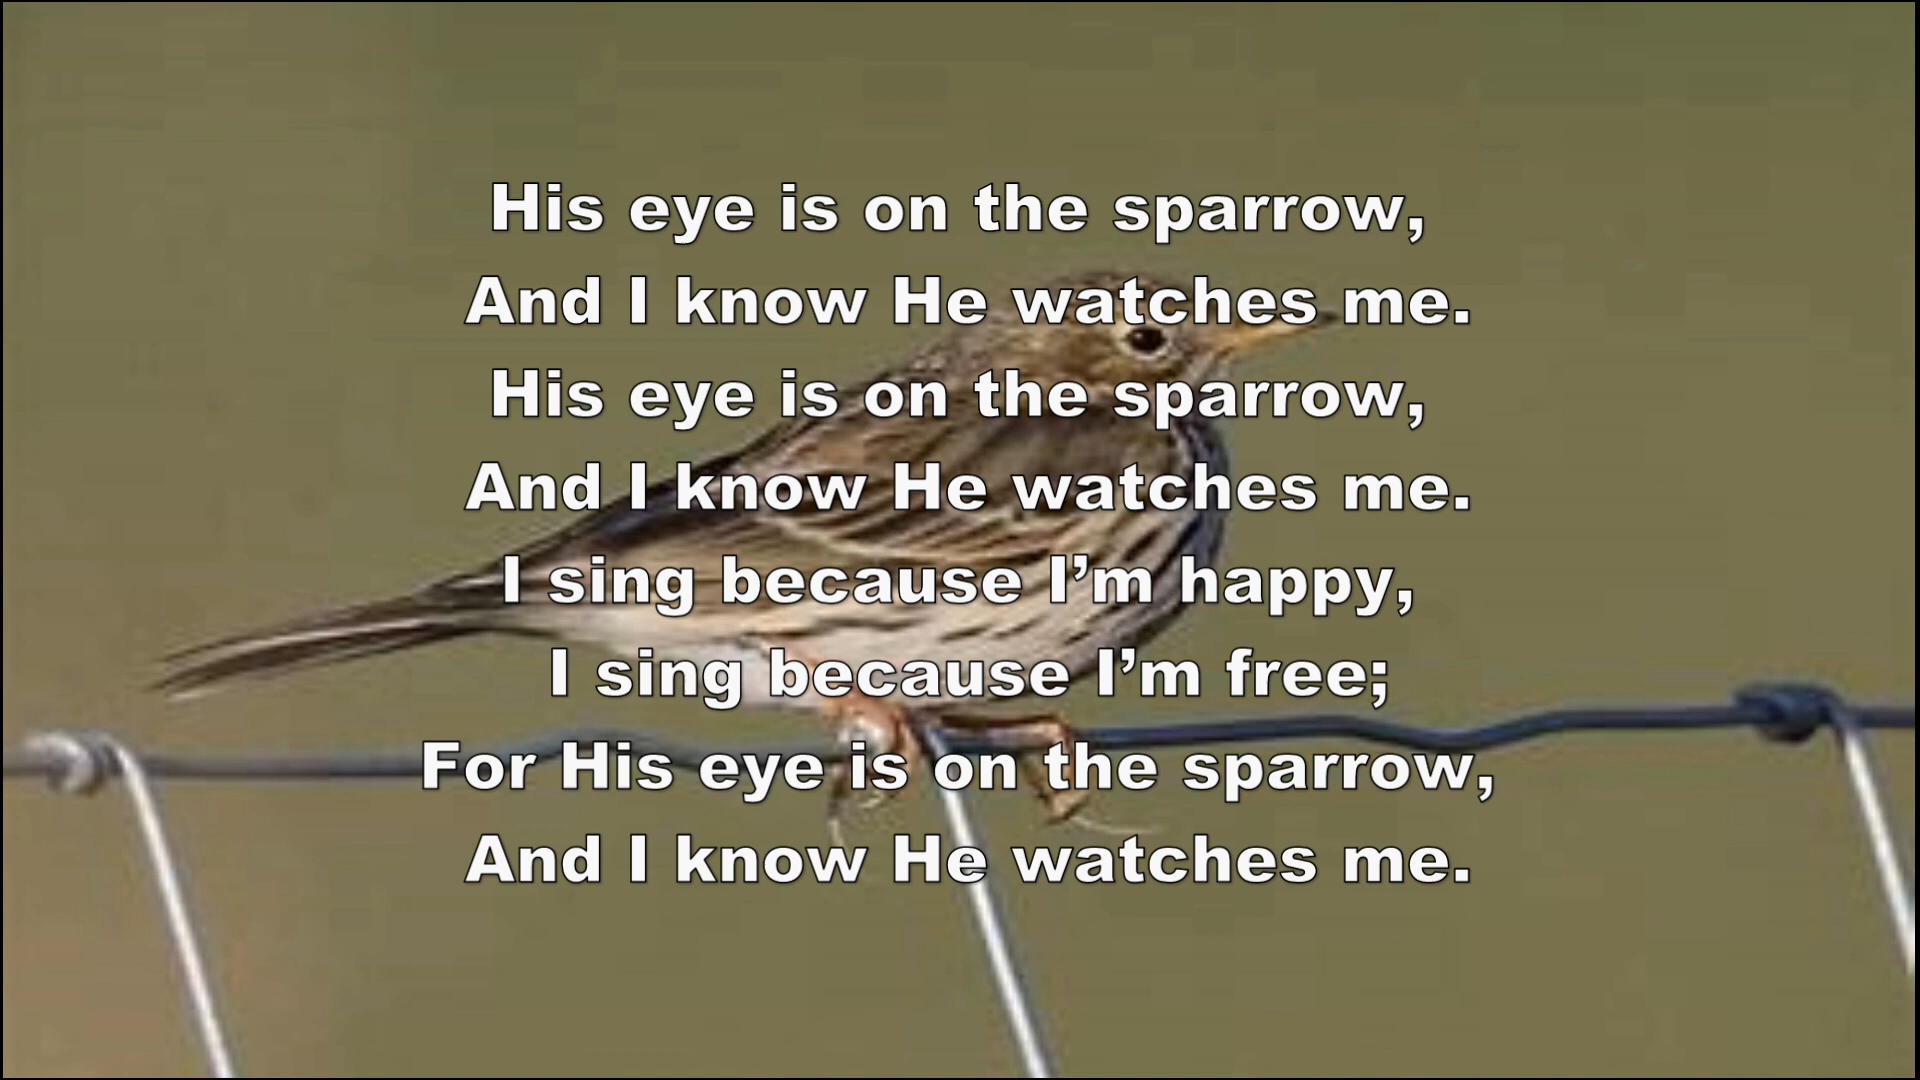 His eye is on the sparrow,
And I know He watches me.
His eye is on the sparrow,
And I know He watches me.
I sing because I’m happy,
I sing because I’m free;
For His eye is on the sparrow,
And I know He watches me.